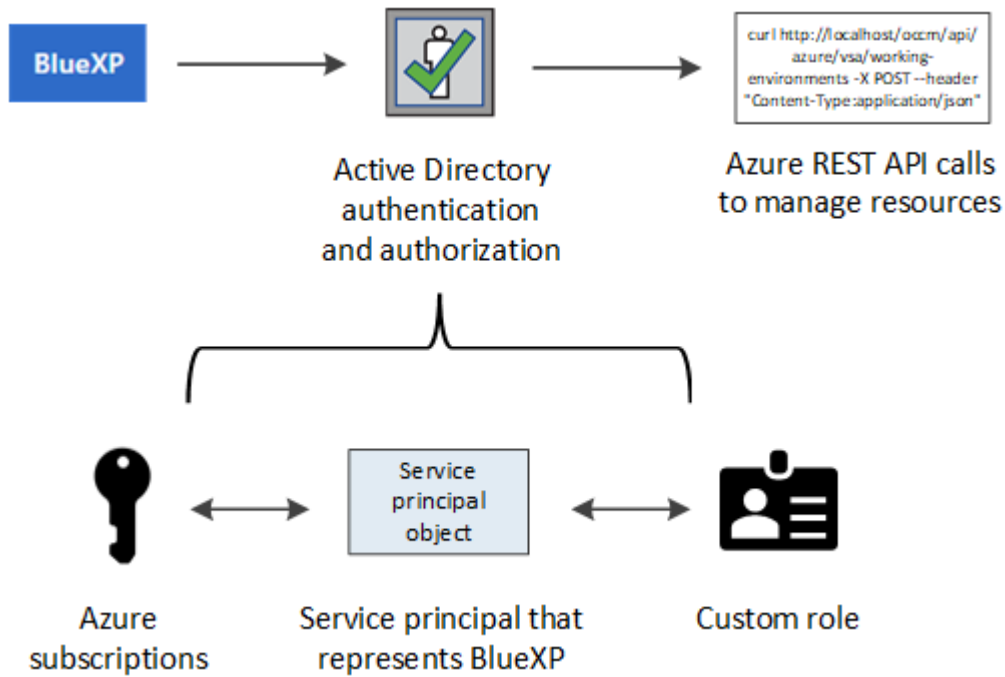 BlueXP
curl http://localhost/occm/api/
azure/vsa/working-
environments -X POST --header
"Content-Type:application/json"
Active Directory
authentication
and authorization
Azure REST API calls
to manage resources
Service
principal
object
Azure
subscriptions
Service principal that
represents BlueXP
Custom role